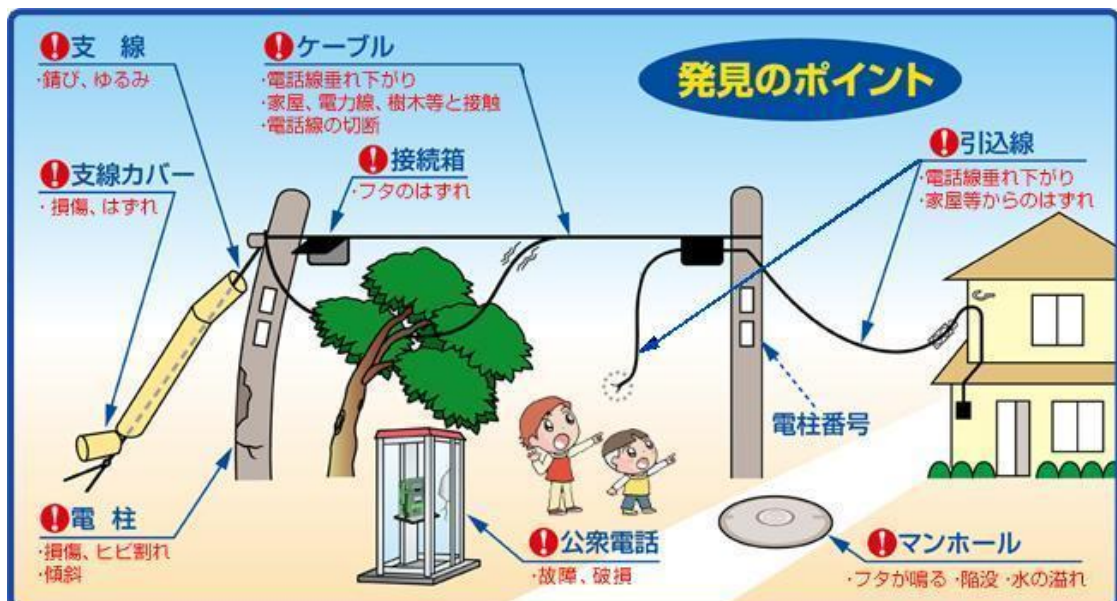 発見のポイント
支 線
・錆び、ゆるみ
ケーブル
・電話線垂れ下がり
・家屋、電力線、樹木等と接触
・電話線の切断
接続箱
・フタのはずれ
引込線
・電話線垂れ下がり
・家屋等からのはずれ
支線カバー
・損傷、はずれ
電柱番号
電 柱
・損傷、ヒビ割れ
・傾斜
公衆電話
・故障、破損
マンホール
・フタが鳴る ・陥没 ・水の溢れ